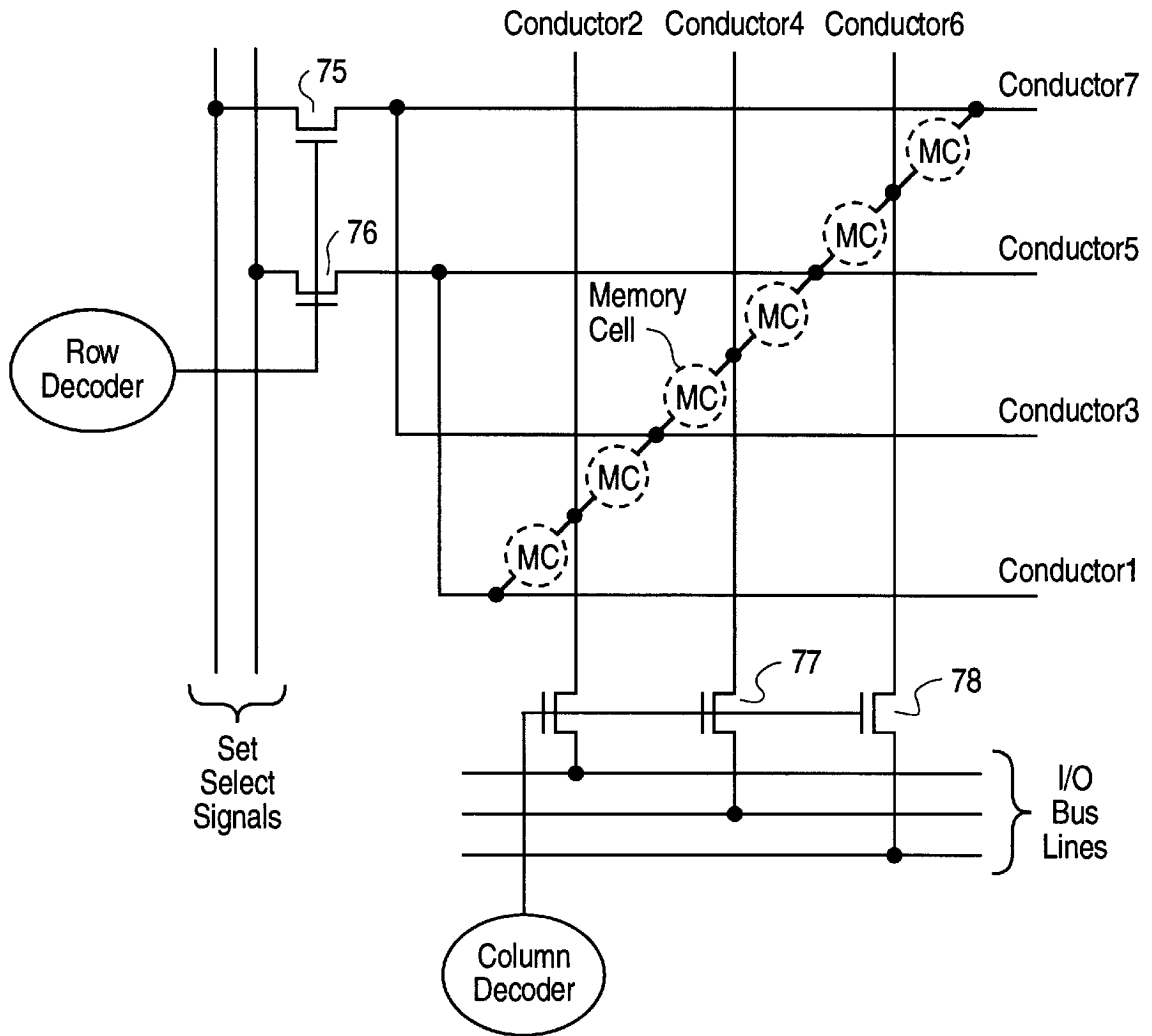 Conductor2 Conductor4 Conductor6
75
Conductor7
MC
76
MC
Conductor5
Memory
Cell
MC
Row
Decoder
MC
Conductor3
MC
MC
Conductor1
77
78
Set
Select
Signals
I/O
Bus
Lines
Column
Decoder